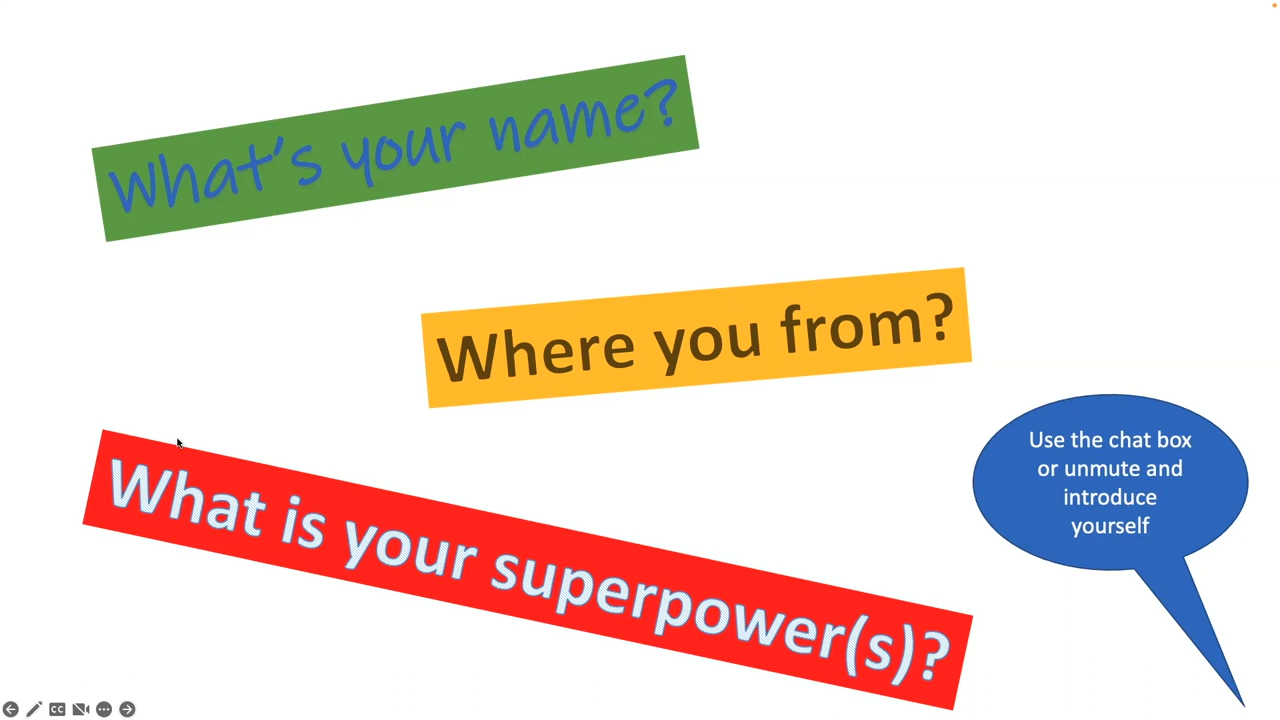 What's your name?
Where you from?
What is your superpower(s)?
Use the chat box
or unmute and
introduce
yourself
CC